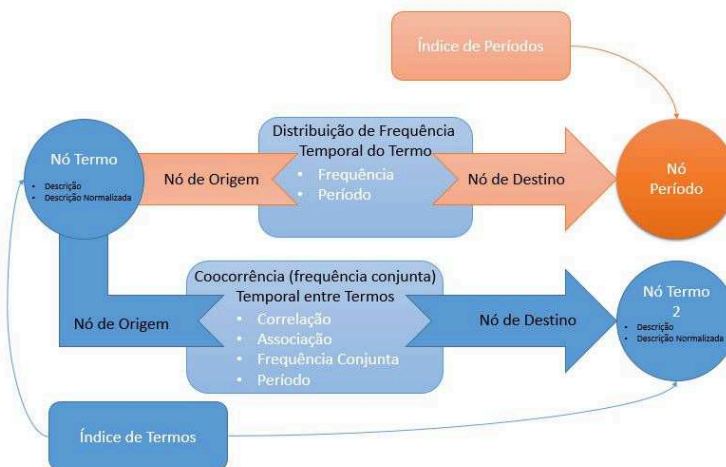 Índice de Períodos
Nó Termo
• Descrição
• Descrição Normalizada
Nó de Origem
Distribuição de Frequência
Temporal do Termo
• Frequência
• Período
Nó de Destino
Nó
Período
Nó de Origem
Coocorrência (frequência conjunta)
Temporal entre Termos
• Correlação
• Associação
• Frequência Conjunta
• Período
Nó de Destino
Nó Termo
2
• Descrição
• Descrição Normalizada
Índice de Termos